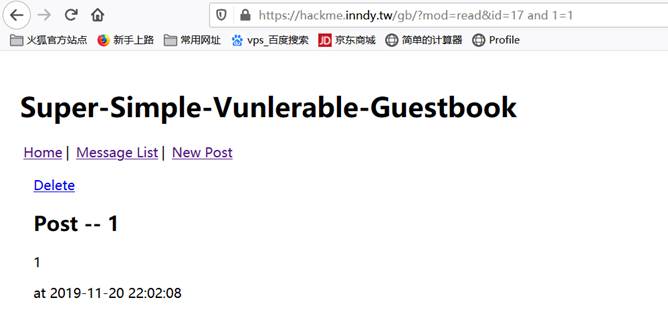 https://hackme.inndy.tw/gb/?mod=read&id=17 and 1=1
火狐官方站点 新手上路 常用网址 vps_百度搜索 JD 京东商城 简单的计算器 Profile
Super-Simple-Vunlerable-Guestbook
Home | Message List | New Post
Delete
Post -- 1
1
at 2019-11-20 22:02:08